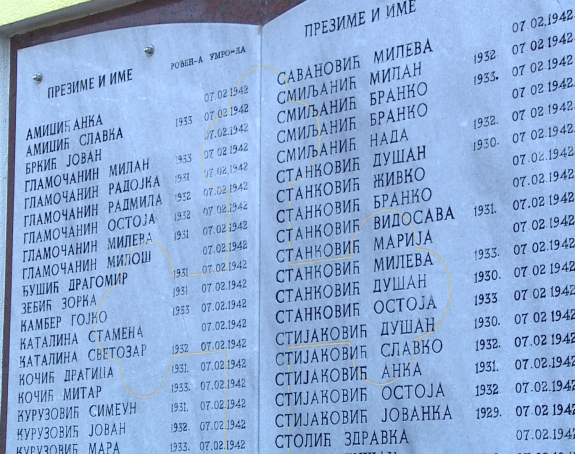 ПРЕЗИМЕ И ИМЕ РОЂЕН-А УМРО-ЛА
АМИЏИЋ АНКА 07.02.1942
АМИЏИЋ СЛАВКА 1933 07.02.1942
БРКИЋ ЈОВАН 07.02.1942
ГЛАМОЧАНИН МИЛАН 1933 07.02.1942
ГЛАМОЧАНИН РАДОЈКА 1931 07.02.1942
ГЛАМОЧАНИН РАДМИЛА 1932 07.02.1942
ГЛАМОЧАНИН ОСТОЈА 1932 07.02.1942
ГЛАМОЧАНИН МИЛЕВА 1931 07.02.1942
ГЛАМОЧАНИН МИЛОШ 07.02.1942
ЂУШИЋ ДРАГОМИР 1931 07.02.1942
ЗЕБИЋ ЗОРКА 1931. 07.02.1942
КАМБЕР ГОЈКО 1933 07.02.1942
КАТАЛИНА СТАМЕНА 07.02.1942
КАТАЛИНА СВЕТОЗАР 1932 07.02.1942
КОЧИЋ ДРАГИЦА 1931. 07.02.1942
КОЧИЋ МИТАР 1933. 07.02.1942
КУРУЗОВИЋ СИМЕУН 1931. 07.02.1942
КУРУЗОВИЋ ЈОВАН 1932 07.02.1942
КУРУЗОВИЋ МАРА 1933. 07.02.1942
ПРЕЗИМЕ И ИМЕ
САВАНОВИЋ МИЛЕВА 07.02.1942
СМИЉАНИЋ МИЛАН 1932. 07.02.1942
СМИЉАНИЋ БРАНКО 1933. 07.02.1942
СМИЉАНИЋ БРАНКО 07.02.1942
СМИЉАНИЋ НАДА 1932. 07.02.1942
СТАНКОВИЋ ДУШАН 1930. 07.02.1942
СТАНКОВИЋ ЖИВКО 07.02.1942
СТАНКОВИЋ БРАНКО 07.02.1942
СТАНКОВИЋ ВИДОСАВА 1931. 07.02.1942
СТАНКОВИЋ МАРИЈА 07.02.1942
СТАНКОВИЋ МИЛЕВА 1933. 07.02.1942
СТАНКОВИЋ ДУШАН 1930. 07.02.1942
СТАНКОВИЋ ОСТОЈА 1933 07.02.1942
СТИЈАКОВИЋ ДУШАН 1930. 07.02.1942
СТИЈАКОВИЋ СЛАВКО 1932. 07.02.1942
СТИЈАКОВИЋ АНКА 1931. 07.02.1942
СТИЈАКОВИЋ ОСТОЈА 1932 07.02.1942
СТИЈАКОВИЋ ЈОВАНКА 1929. 07.02.1942
СТОЛИЋ ЗДРАВКА 07.02.1942